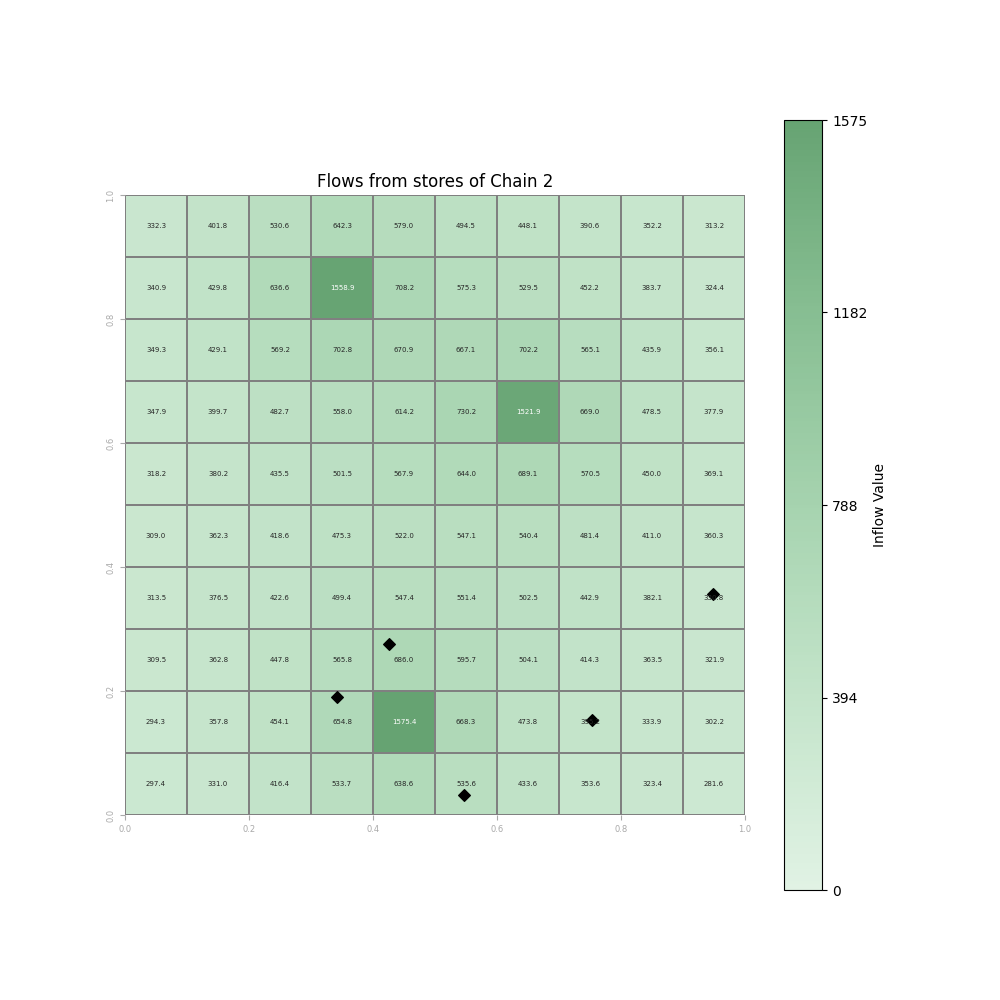 Flows from stores of Chain 2
1.0
332.3 401.8 530.6 642.3 579.0 494.5 448.1 390.6 352.2 313.2
340.9 429.8 636.6 1558.9 708.2 575.3 529.5 452.2 383.7 324.4
0.8
349.3 429.1 569.2 702.8 670.9 667.1 702.2 565.1 435.9 356.1
347.9 399.7 482.7 558.0 614.2 730.2 1521.9 669.0 478.5 377.9
0.6
318.2 380.2 435.5 501.5 567.9 644.0 689.1 570.5 450.0 369.1
309.0 362.3 418.6 475.3 522.0 547.1 540.4 481.4 411.0 360.3
0.4
313.5 376.5 422.6 499.4 547.4 551.4 502.5 442.9 382.1
309.5 362.8 447.8 565.8 686.0 595.7 504.1 414.3 363.5 321.9
0.2
294.3 357.8 454.1 654.8 1575.4 668.3 473.8 333.9 302.2
297.4 331.0 416.4 533.7 638.6 535.6 433.6 353.6 323.4 281.6
0.0
0.0 0.2 0.4 0.6 0.8 1.0
1575
1182
788
394
0
Inflow Value